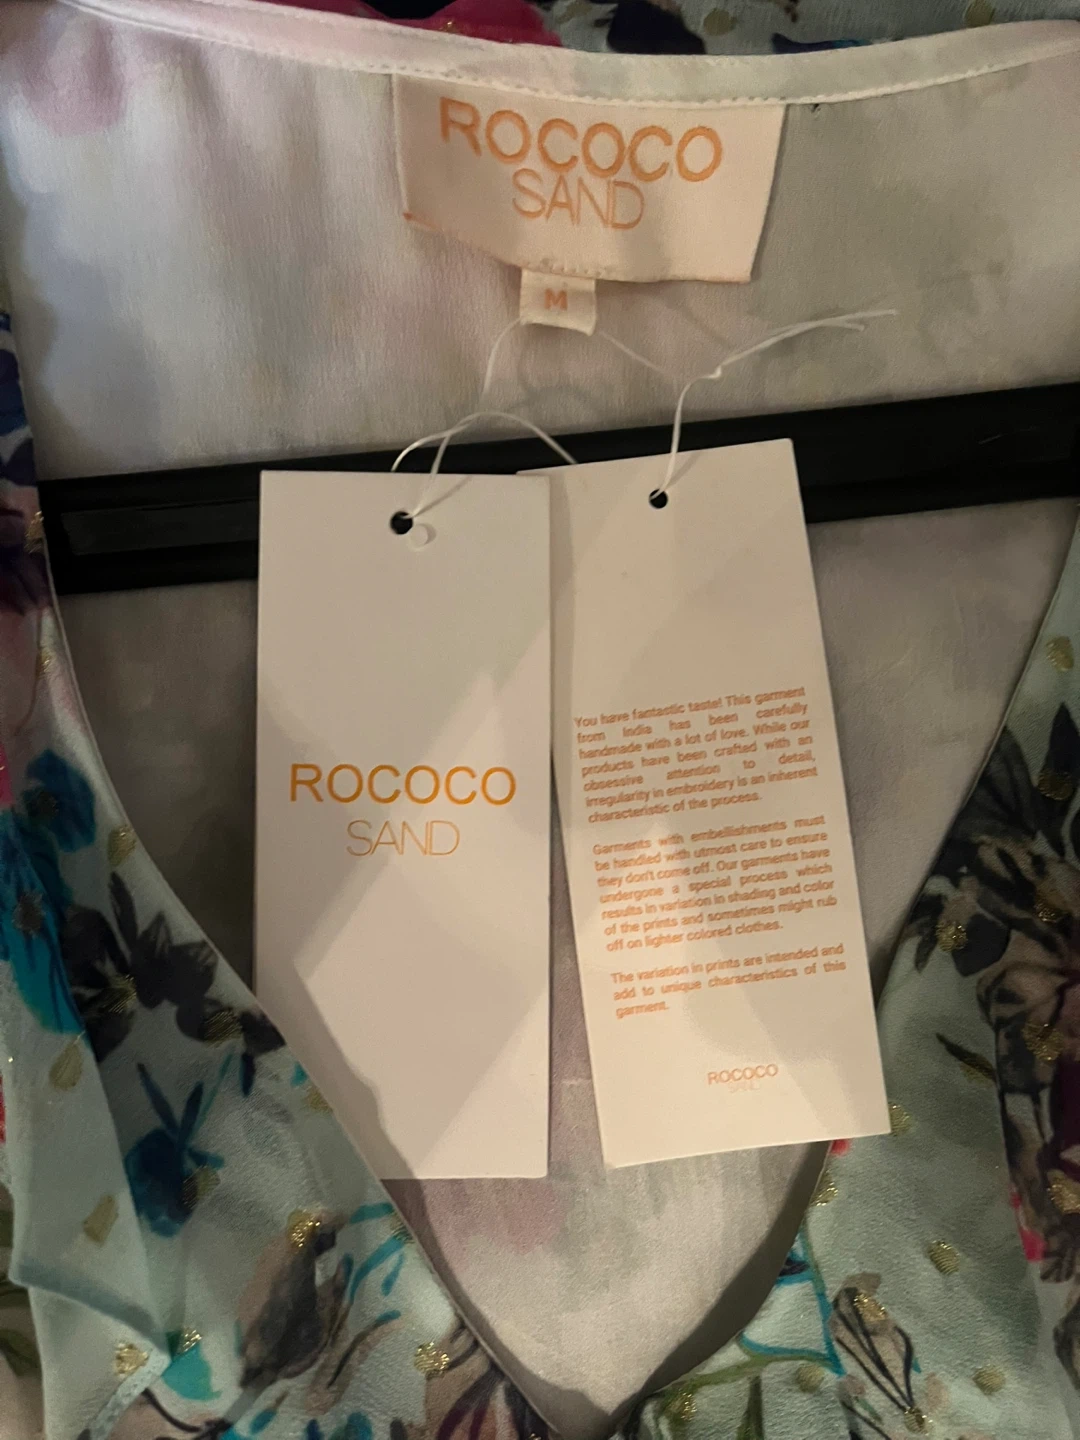 ROCOCO
SAND
M
ROCOCO
SAND
You have fantastic taste! This garment
from India has been carefully
handmade with a lot of love. While our
products have been crafted with an
obsessive attention to detail,
irregularity in embroidery is an inherent
characteristic of the process.
Garments with embellishments must
be handled with utmost care to ensure
they don't come off. Our garments have
undergone a special process which
results in variation in shading and color
of the prints and sometimes might rub
off on lighter colored clothes.
The variation in prints are intended and
add to unique characteristics of this
garment.
ROCOCO
SAND